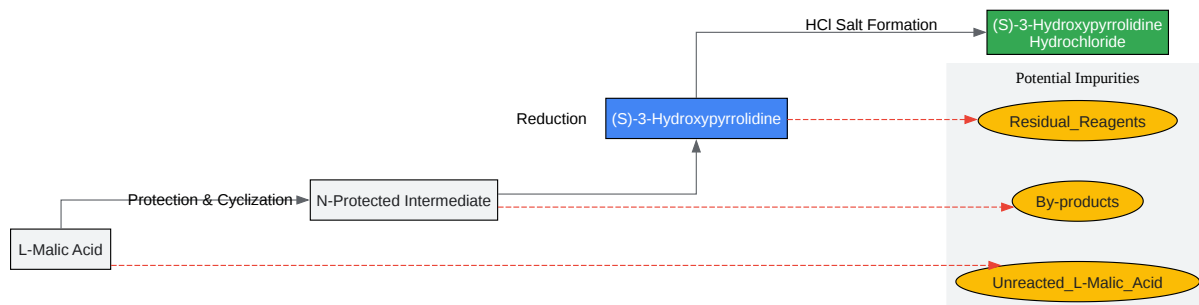 HCl Salt Formation
(S)-3-Hydroxypyrrolidine
Hydrochloride
Potential Impurities
Reduction
(S)-3-Hydroxypyrrolidine
Residual_Reagents
Protection & Cyclization
N-Protected Intermediate
By-products
L-Malic Acid
Unreacted_L-Malic_Acid